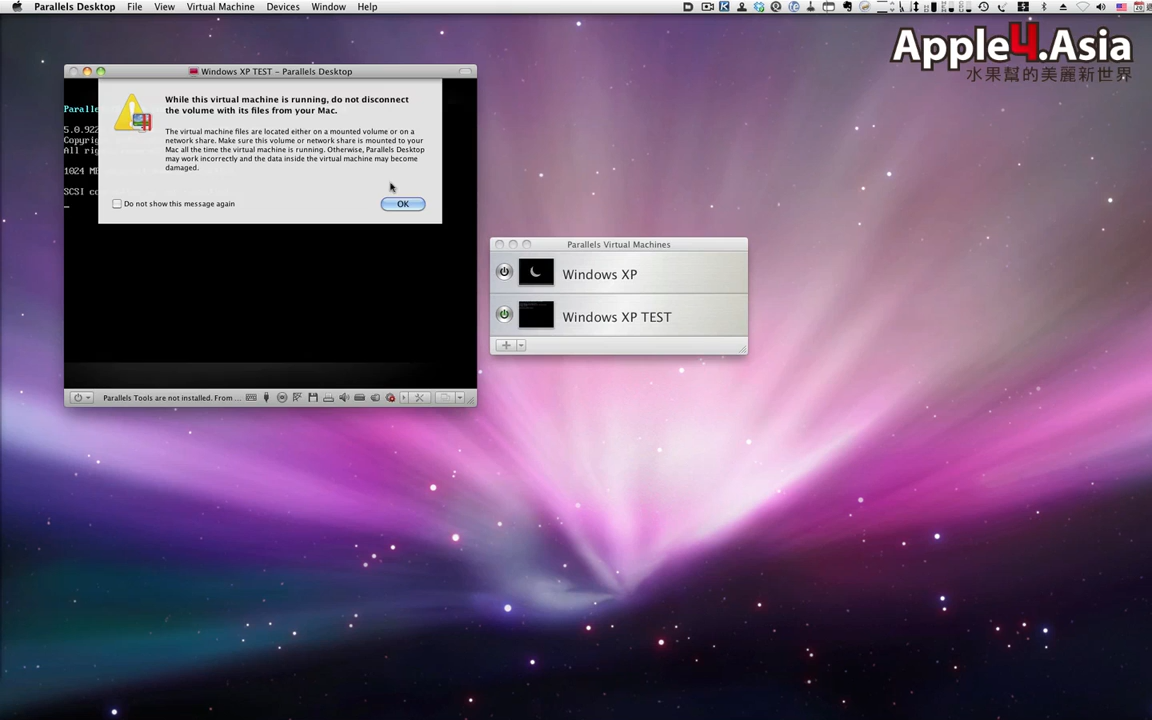 Parallels Desktop File View Virtual Machine Devices Window Help
Apple4.Asia
水果幫的美麗新世界
Windows XP TEST – Parallels Desktop
While this virtual machine is running, do not disconnect
the volume with its files from your Mac.
The virtual machine files are located either on a mounted volume or on a
network share. Make sure this volume or network share is mounted to your
Mac all the time the virtual machine is running. Otherwise, Parallels Desktop
may work incorrectly and the data inside the virtual machine may become
damaged.
Do not show this message again
OK
Paralle
5.0.922
Copyrig
All rig
1024 M
SCSI co
Parallels Tools are not installed. From ...
Parallels Virtual Machines
Windows XP
Windows XP TEST